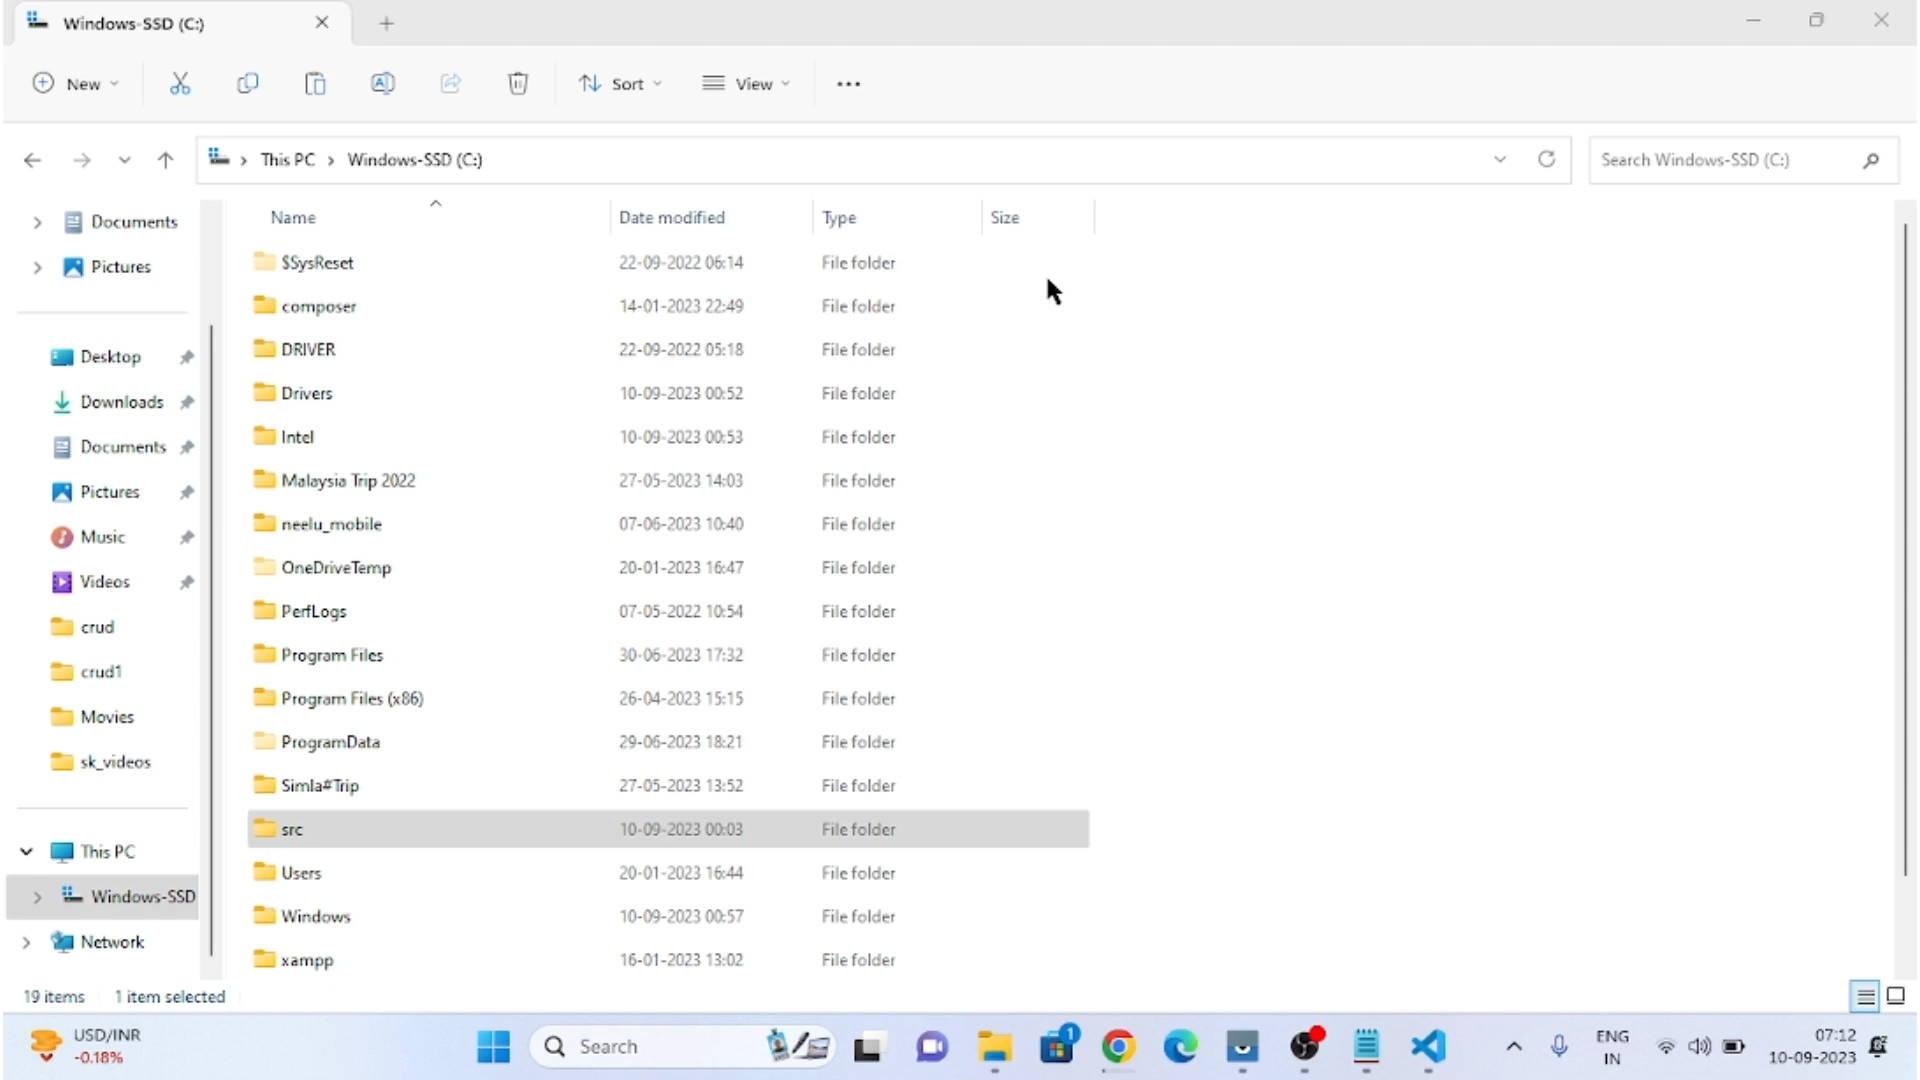 Windows-SSD (C:)
New
Sort
View
This PC > Windows-SSD (C:)
Search Windows-SSD (C:)
Documents
Pictures
Desktop
Downloads
Documents
Pictures
Music
Videos
crud
crud1
Movies
sk_videos
This PC
Windows-SSD
Network
Name Date modified Type Size
$SysReset 22-09-2022 06:14 File folder
composer 14-01-2023 22:49 File folder
DRIVER 22-09-2022 05:18 File folder
Drivers 10-09-2023 00:52 File folder
Intel 10-09-2023 00:53 File folder
Malaysia Trip 2022 27-05-2023 14:03 File folder
neelu_mobile 07-06-2023 10:40 File folder
OneDriveTemp 20-01-2023 16:47 File folder
PerfLogs 07-05-2022 10:54 File folder
Program Files 30-06-2023 17:32 File folder
Program Files (x86) 26-04-2023 15:15 File folder
ProgramData 29-06-2023 18:21 File folder
Simla#Trip 27-05-2023 13:52 File folder
src 10-09-2023 00:03 File folder
Users 20-01-2023 16:44 File folder
Windows 10-09-2023 00:57 File folder
xampp 16-01-2023 13:02 File folder
19 items 1 item selected
USD/INR
-0.18%
Search
1
ENG
IN
07:12
10-09-2023